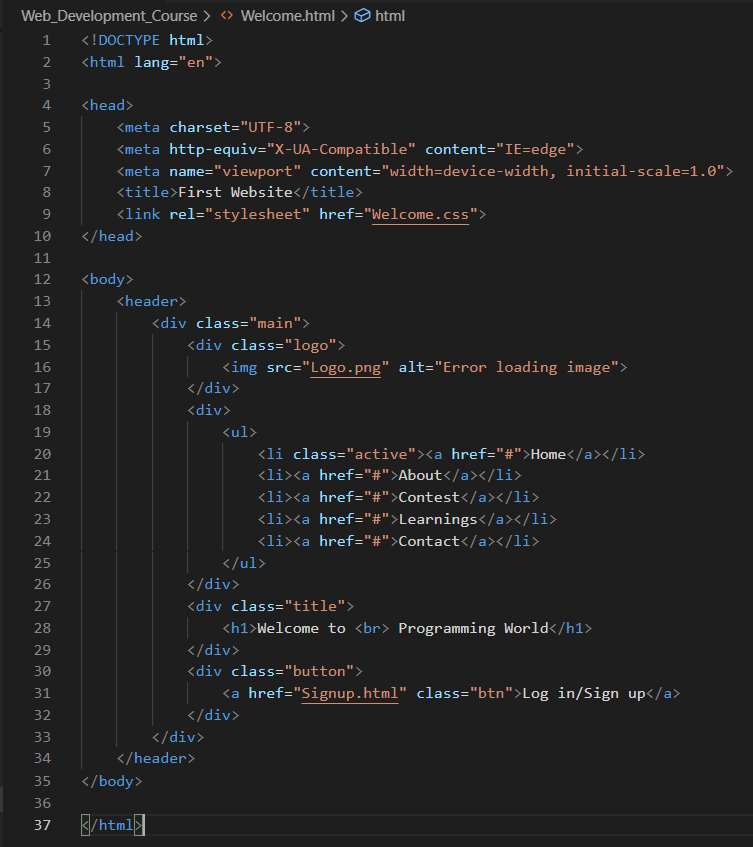 Web_Development_Course > <> Welcome.html > html
1 <!DOCTYPE html>
2 <html lang="en">
3
4 <head>
5     <meta charset="UTF-8">
6     <meta http-equiv="X-UA-Compatible" content="IE=edge">
7     <meta name="viewport" content="width=device-width, initial-scale=1.0">
8     <title>First Website</title>
9     <link rel="stylesheet" href="Welcome.css">
10 </head>
11
12 <body>
13     <header>
14         <div class="main">
15             <div class="logo">
16                 <img src="Logo.png" alt="Error loading image">
17             </div>
18             <div>
19                 <ul>
20                     <li class="active"><a href="#">Home</a></li>
21                     <li><a href="#">About</a></li>
22                     <li><a href="#">Contest</a></li>
23                     <li><a href="#">Learnings</a></li>
24                     <li><a href="#">Contact</a></li>
25                 </ul>
26             </div>
27             <div class="title">
28                 <h1>Welcome to <br> Programming World</h1>
29             </div>
30             <div class="button">
31                 <a href="Signup.html" class="btn">Log in/Sign up</a>
32             </div>
33         </div>
34     </header>
35 </body>
36
37 </html>